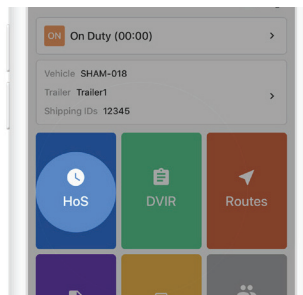 ON On Duty (00:00)
Vehicle SHAM-018
Trailer Trailer1
Shipping IDs 12345
HoS DVIR Routes